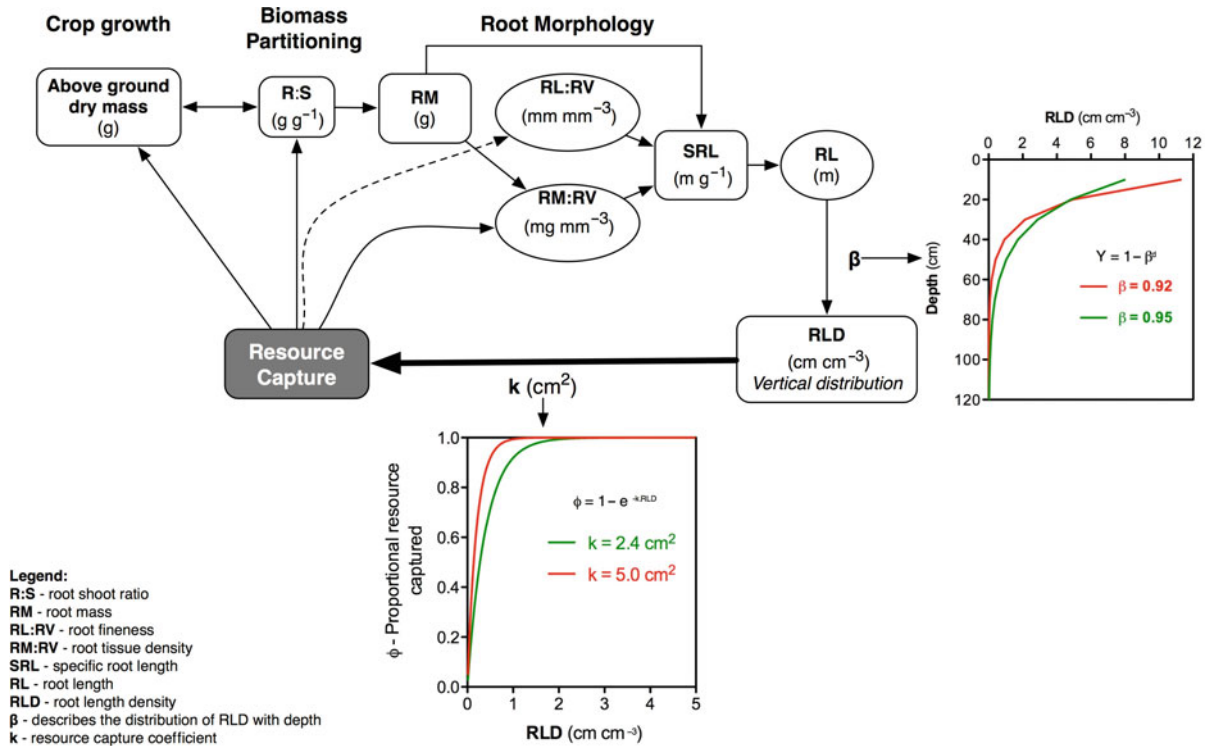 Crop growth
Biomass
Partitioning
Root Morphology
Above ground
dry mass
(g)
R:S
(g g⁻¹)
RM
(g)
RL:RV
(mm mm⁻³)
RM:RV
(mg mm⁻³)
SRL
(m g⁻¹)
RL
(m)
β
RLD
(cm cm⁻³)
Vertical distribution
Resource
Capture
k (cm²)
RLD (cm cm⁻³)
0 2 4 6 8 10 12
0
20
40
60
80
100
120
Depth (cm)
Y = 1 – βᵈ
β = 0.92
β = 0.95
1.0
0.8
0.6
0.4
0.2
0.0
ϕ - Proportional resource
captured
ϕ = 1 – e ⁻ᵏ·ᴿᴸᴰ
k = 2.4 cm²
k = 5.0 cm²
0 1 2 3 4 5
RLD (cm cm⁻³)
Legend:
R:S - root shoot ratio
RM - root mass
RL:RV - root fineness
RM:RV - root tissue density
SRL - specific root length
RL - root length
RLD - root length density
β - describes the distribution of RLD with depth
k - resource capture coefficient